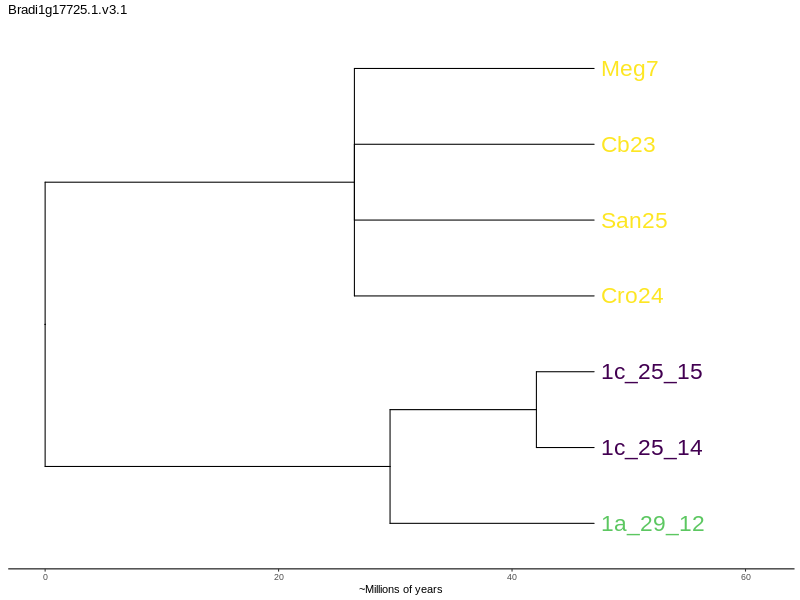 Bradi1g17725.1.v3.1
Meg7
Cb23
San25
Cro24
1c_25_15
1c_25_14
1a_29_12
0 20 40 60
~Millions of years